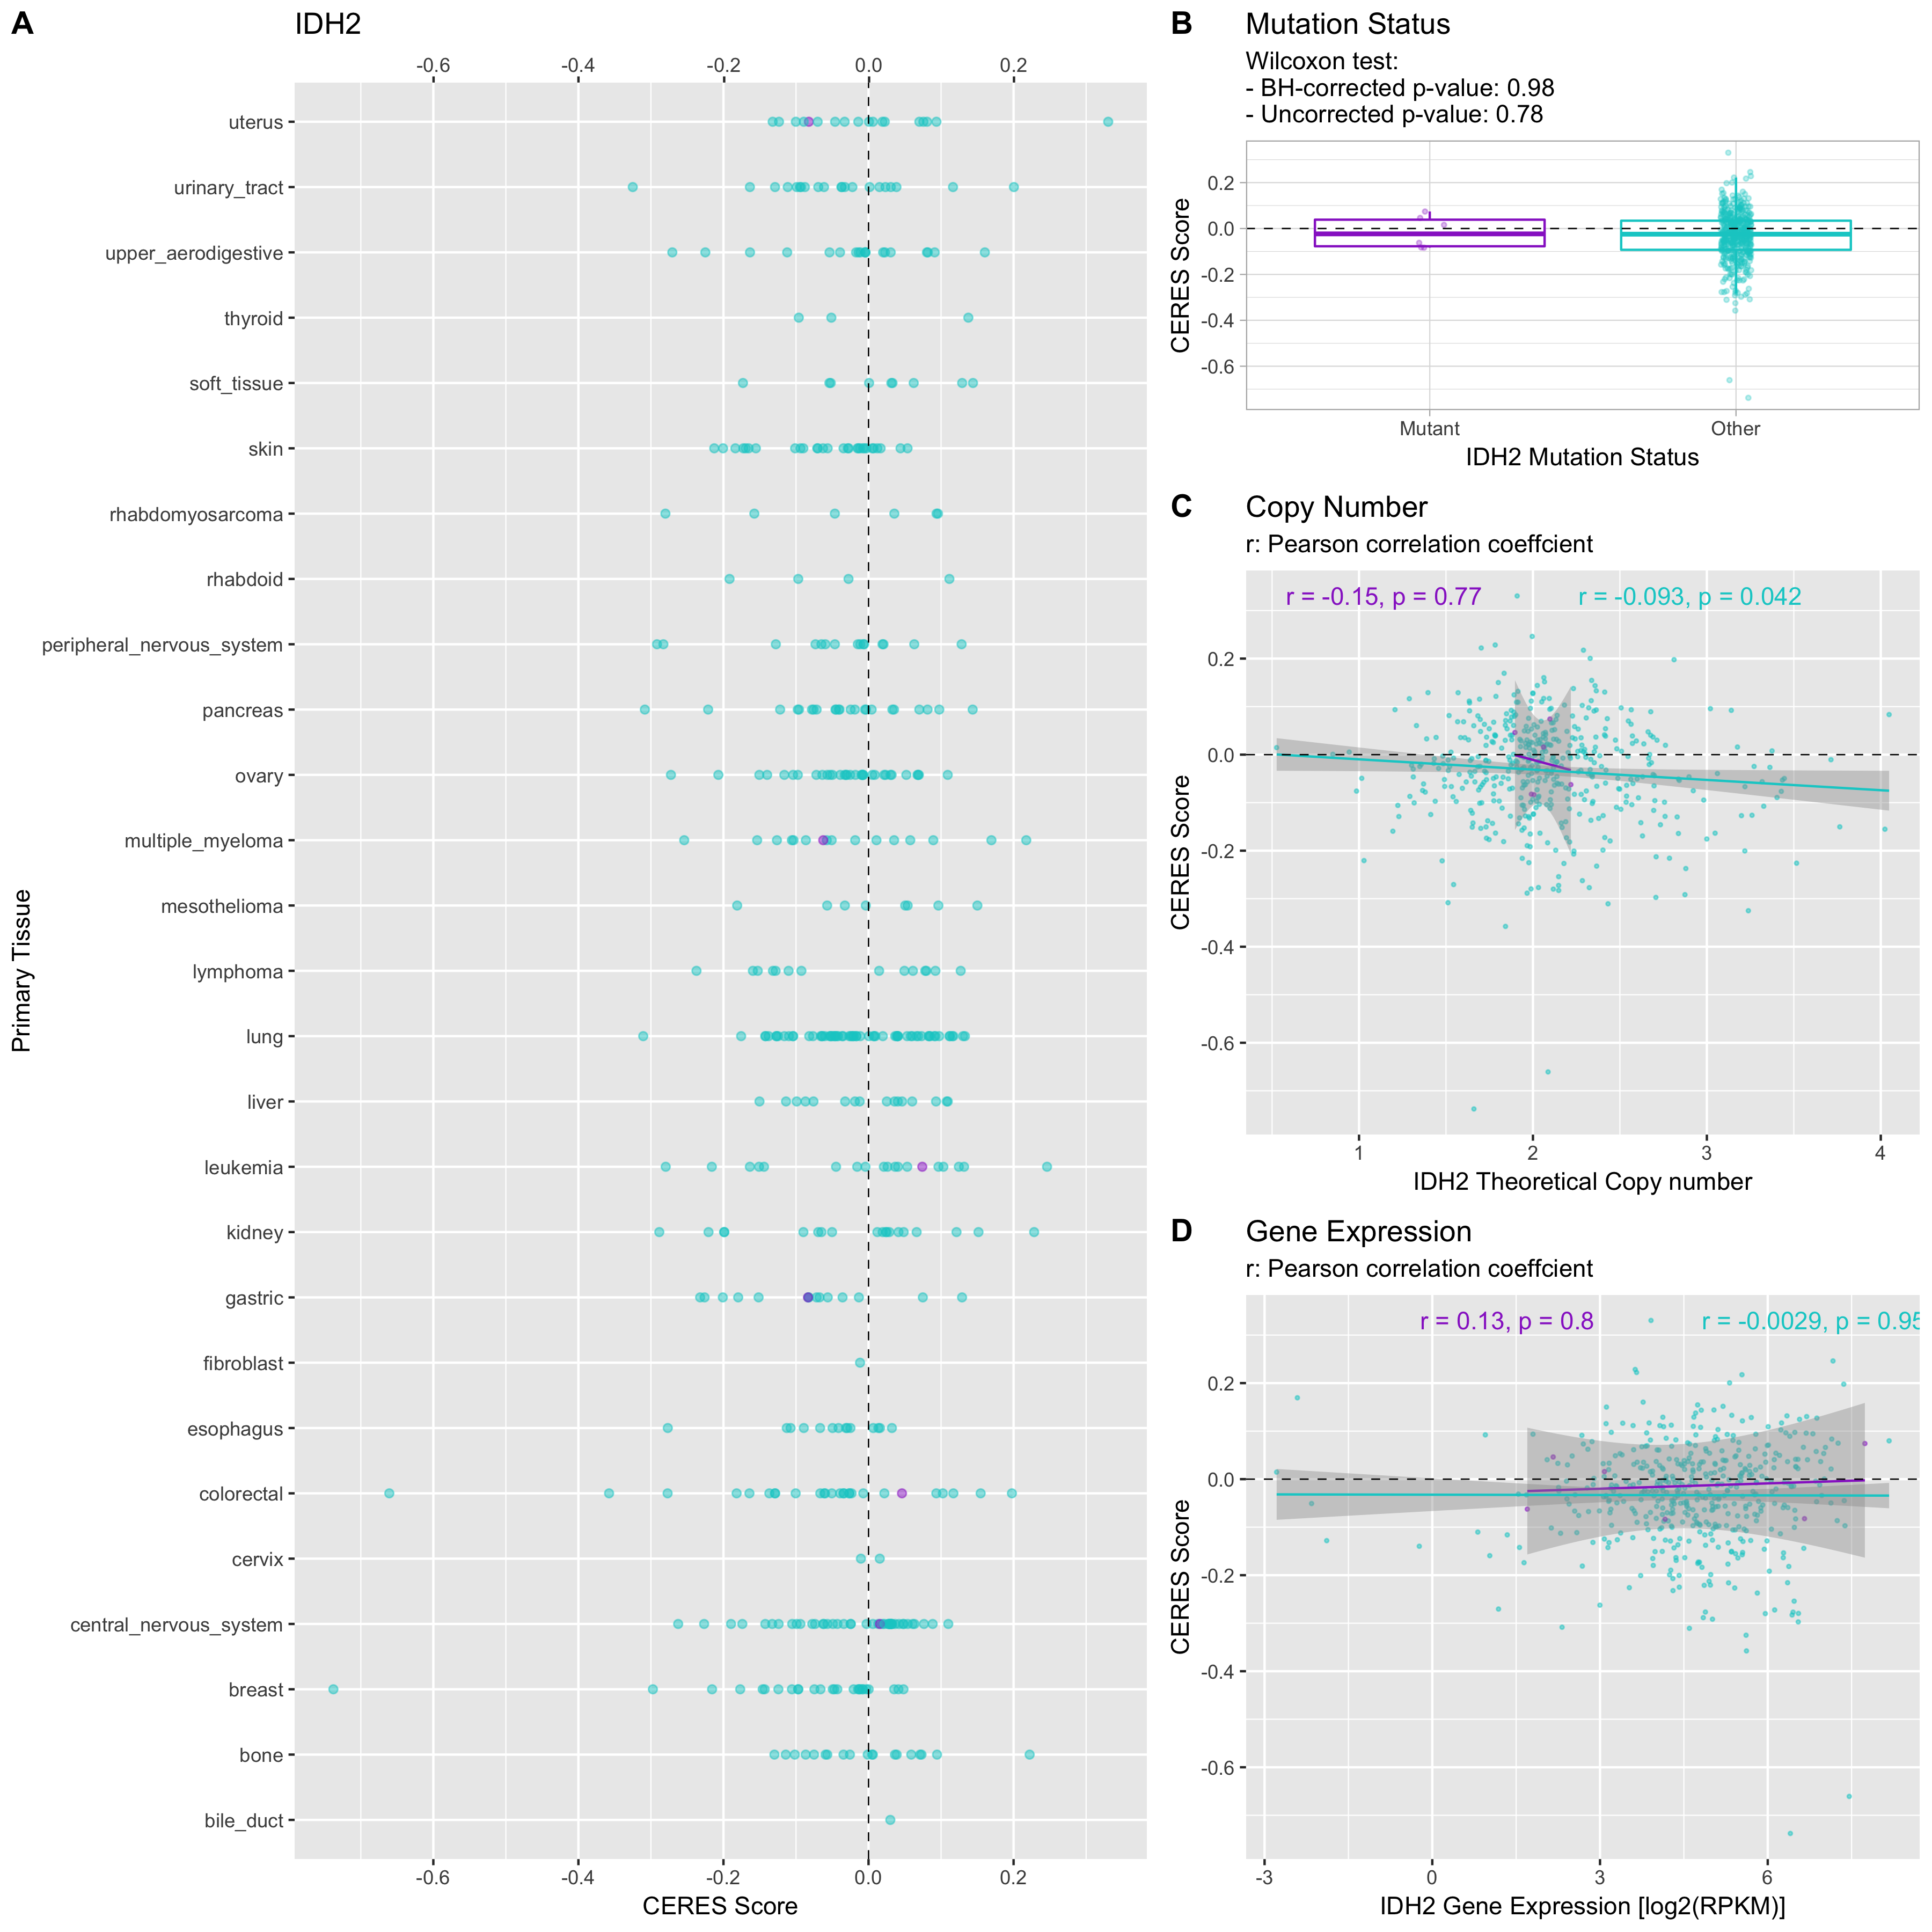 A
IDH2
-0.6 -0.4 -0.2 0.0 0.2
Primary Tissue
uterus
urinary_tract
upper_aerodigestive
thyroid
soft_tissue
skin
rhabdomyosarcoma
rhabdoid
peripheral_nervous_system
pancreas
ovary
multiple_myeloma
mesothelioma
lymphoma
lung
liver
leukemia
kidney
gastric
fibroblast
esophagus
colorectal
cervix
central_nervous_system
breast
bone
bile_duct
-0.6 -0.4 -0.2 0.0 0.2
CERES Score
B
Mutation Status
Wilcoxon test:
- BH-corrected p-value: 0.98
- Uncorrected p-value: 0.78
CERES Score
0.2
0.0
-0.2
-0.4
-0.6
Mutant Other
IDH2 Mutation Status
C
Copy Number
r: Pearson correlation coeffcient
r = -0.15, p = 0.77 r = -0.093, p = 0.042
CERES Score
0.2
0.0
-0.2
-0.4
-0.6
1 2 3 4
IDH2 Theoretical Copy number
D
Gene Expression
r: Pearson correlation coeffcient
r = 0.13, p = 0.8 r = -0.0029, p = 0.95
CERES Score
0.2
0.0
-0.2
-0.4
-0.6
-3 0 3 6
IDH2 Gene Expression [log2(RPKM)]